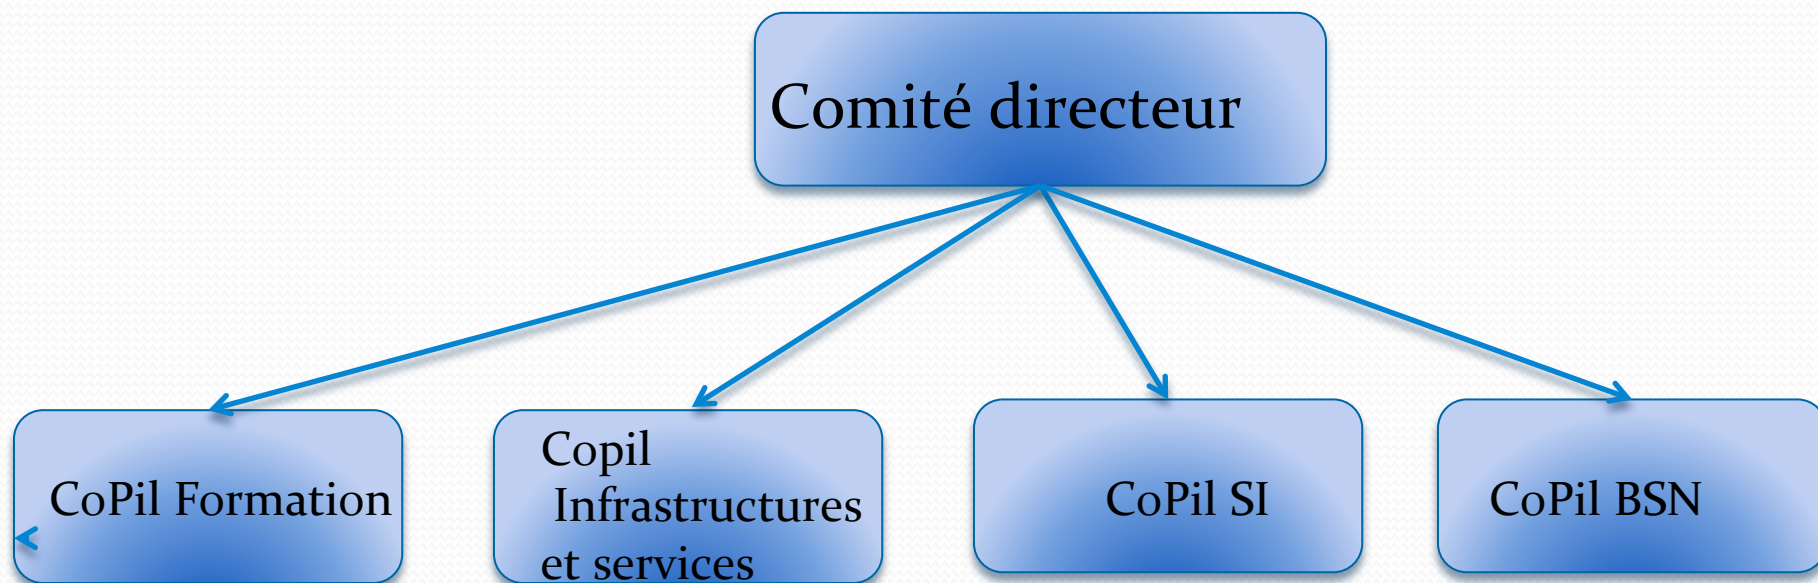 Comité directeur
CoPil Formation
Copil
Infrastructures
et services
CoPil SI
CoPil BSN